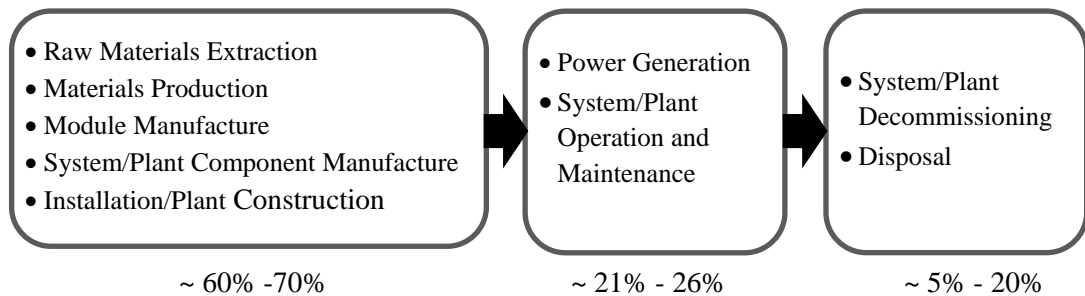 • Raw Materials Extraction
• Materials Production
• Module Manufacture
• System/Plant Component Manufacture
• Installation/Plant Construction
~ 60% -70%
• Power Generation
• System/Plant
Operation and
Maintenance
~ 21% - 26%
• System/Plant
Decommissioning
• Disposal
~ 5% - 20%